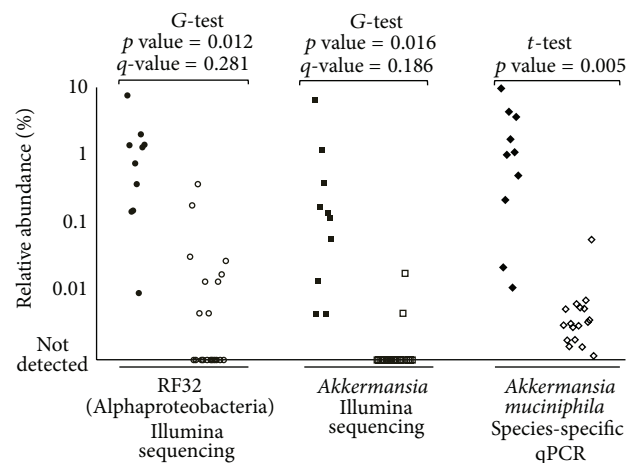 G-test
p value = 0.012
q-value = 0.281
G-test
p value = 0.016
q-value = 0.186
t-test
p value = 0.005
Relative abundance (%)
10
1
0.1
0.01
Not
detected
RF32
(Alphaproteobacteria)
Illumina
sequencing
Akkermansia
Illumina
sequencing
Akkermansia
muciniphila
Species-specific
qPCR